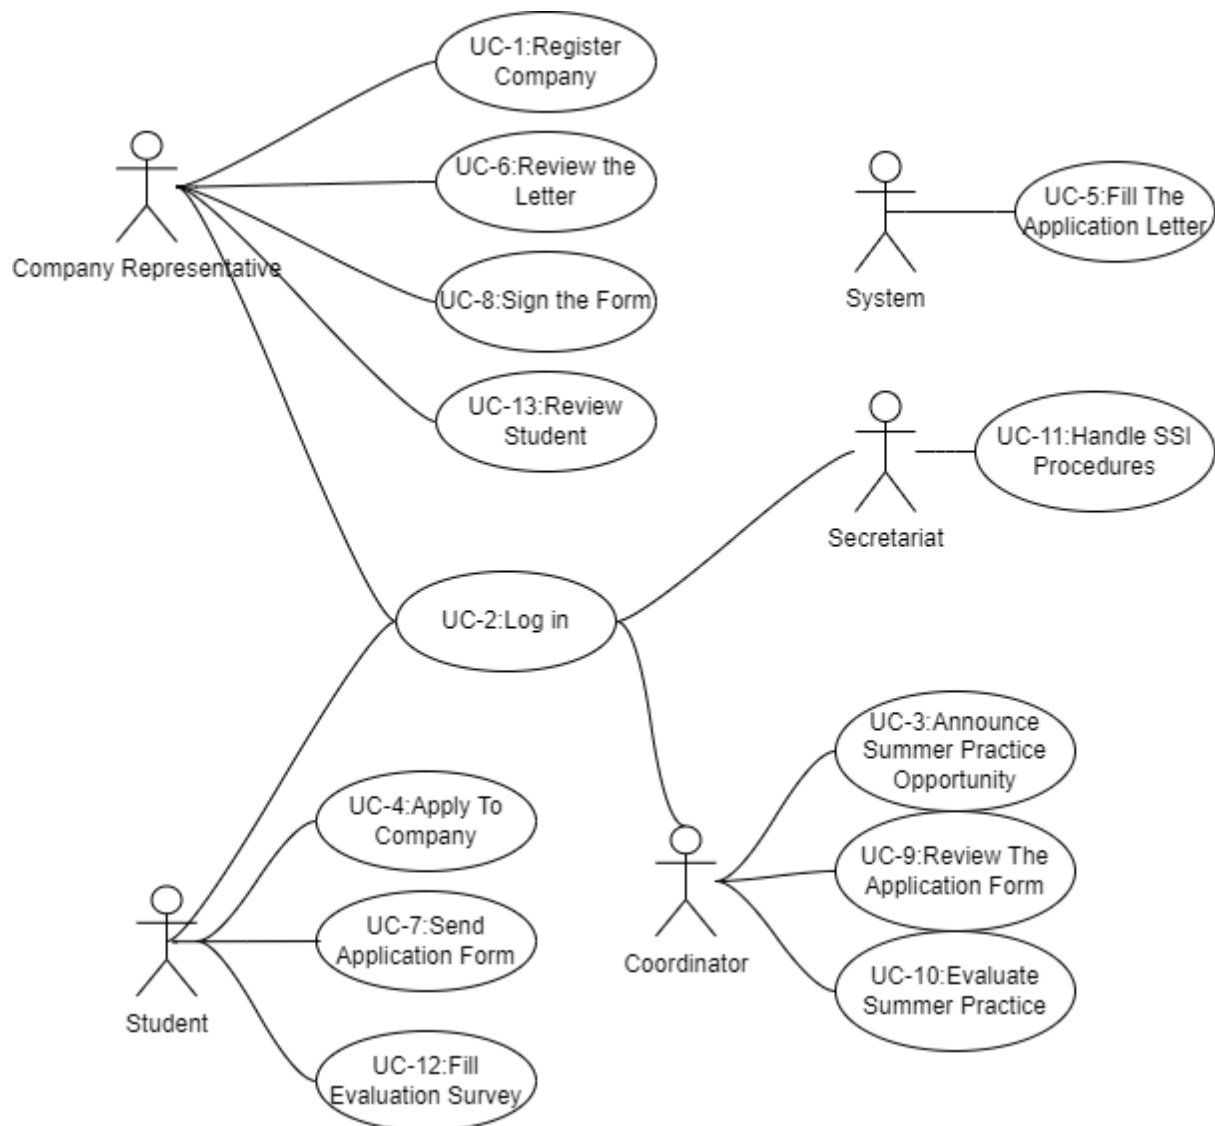 UC-1:Register
Company
UC-6:Review the
Letter
Company Representative
UC-8:Sign the Form
UC-13:Review
Student
UC-5:Fill The
Application Letter
System
UC-11:Handle SSI
Procedures
Secretariat
UC-2:Log in
UC-3:Announce
Summer Practice
Opportunity
UC-9:Review The
Application Form
UC-10:Evaluate
Summer Practice
Coordinator
UC-4:Apply To
Company
UC-7:Send
Application Form
Student
UC-12:Fill
Evaluation Survey